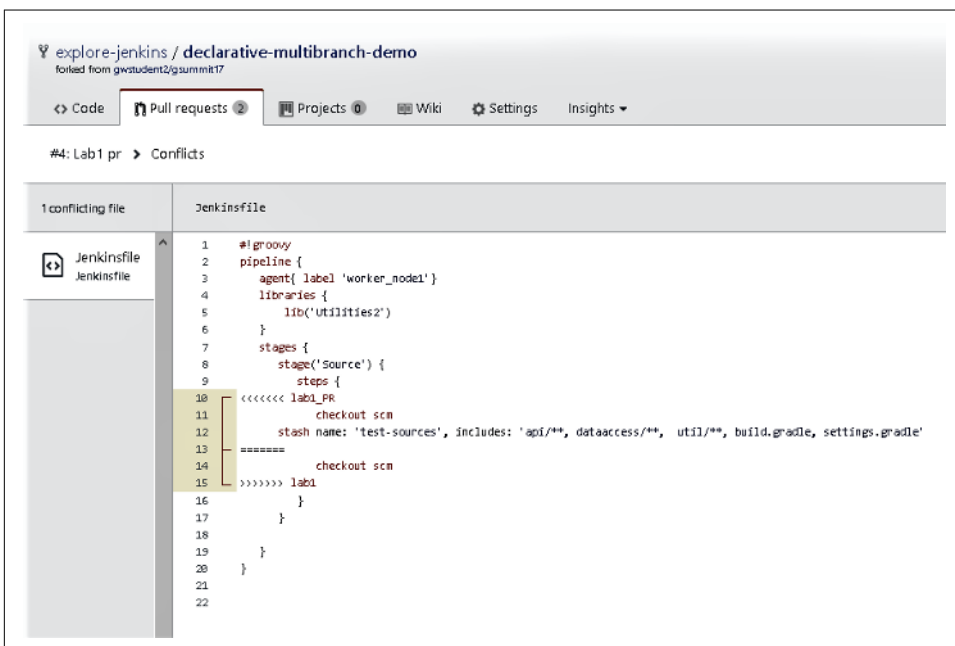 explore-jenkins / declarative-multibranch-demo
forked from gwstudent2/gsummit17
<> Code Pull requests 2 Projects 0 Wiki Settings Insights
#4: Lab1 pr > Conflicts
1 conflicting file
Jenkinsfile
Jenkinsfile
Jenkinsfile
1 #!groovy
2 pipeline {
3 agent{ label 'worker_node1'}
4 libraries {
5 lib('Utilities2')
6 }
7 stages {
8 stage('Source') {
9 steps {
10 <<<<<<< lab1_PR
11 checkout scm
12 stash name: 'test-sources', includes: 'api/**, dataaccess/**, util/**, build.gradle, settings.gradle'
13 =======
14 checkout scm
15 >>>>>>> lab1
16 }
17 }
18
19 }
20 }
21
22